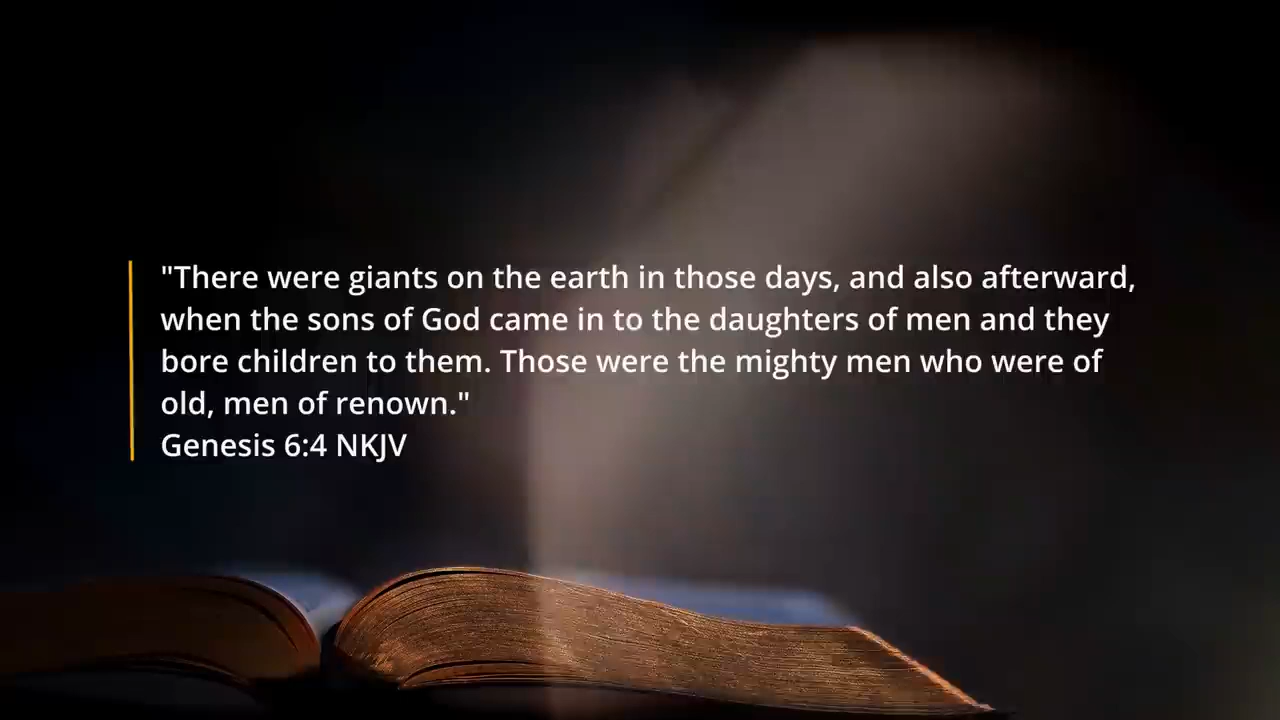 "There were giants on the earth in those days, and also afterward,
when the sons of God came in to the daughters of men and they
bore children to them. Those were the mighty men who were of
old, men of renown."
Genesis 6:4 NKJV